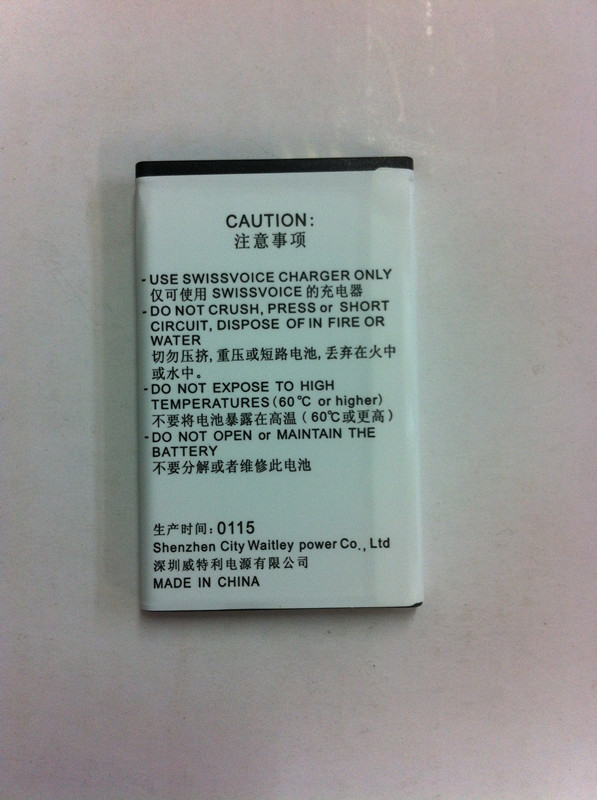 CAUTION:
注意事项
-USE SWISSVOICE CHARGER ONLY
仅可使用 SWISSVOICE 的充电器
-DO NOT CRUSH, PRESS or SHORT
CIRCUIT, DISPOSE OF IN FIRE OR
WATER
切勿压挤, 重压或短路电池, 丢弃在火中
或水中。
-DO NOT EXPOSE TO HIGH
TEMPERATURES (60℃ or higher)
不要将电池暴露在高温 ( 60℃或更高)
-DO NOT OPEN or MAINTAIN THE
BATTERY
不要分解或者维修此电池
生产时间: 0115
Shenzhen City Waitley power Co., Ltd
深圳威特利电源有限公司
MADE IN CHINA